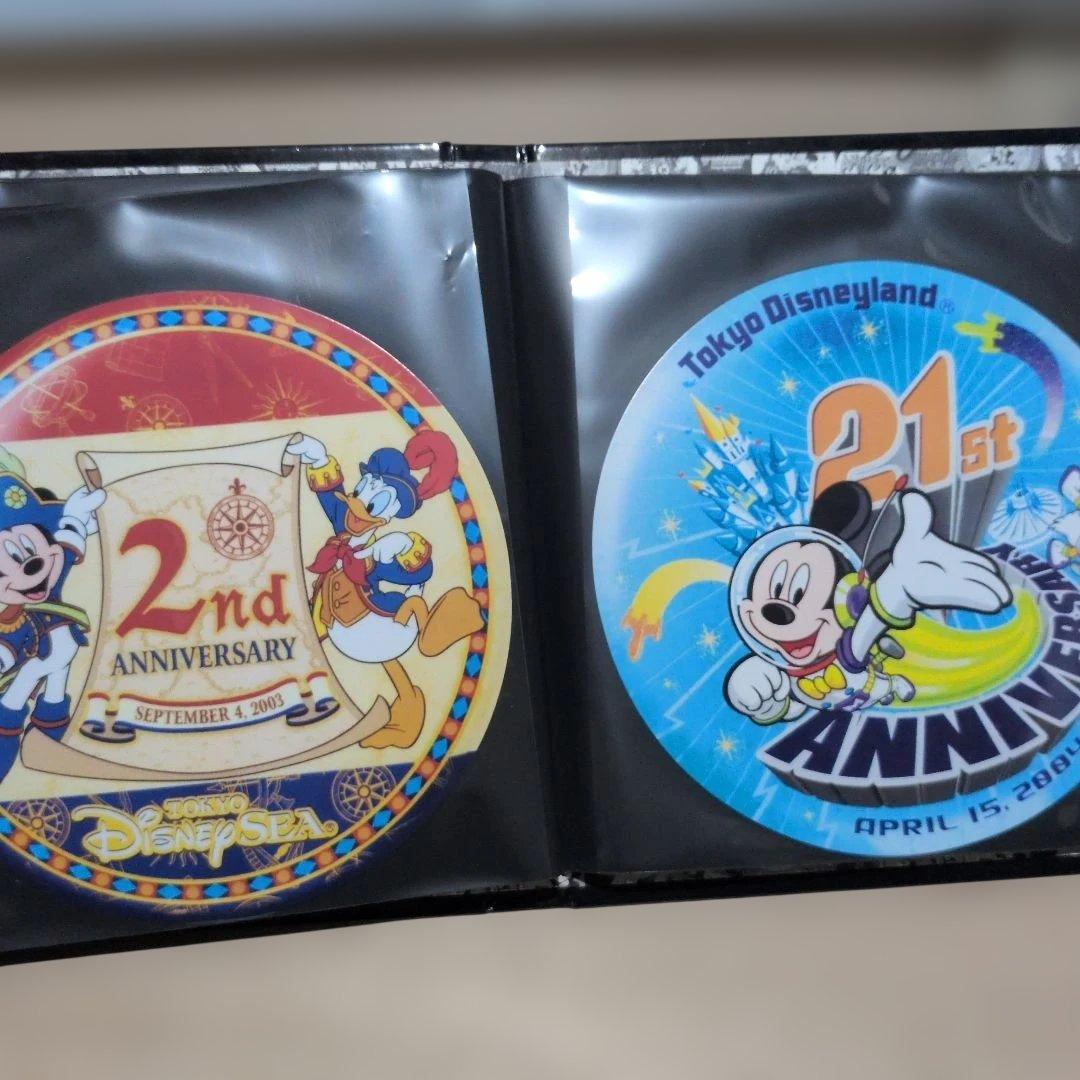 2nd
ANNIVERSARY
SEPTEMBER 4, 2003
TOKYO
DISNEYSEA®
Tokyo Disneyland®
21st
ANNIVERSARY
APRIL 15, 2004